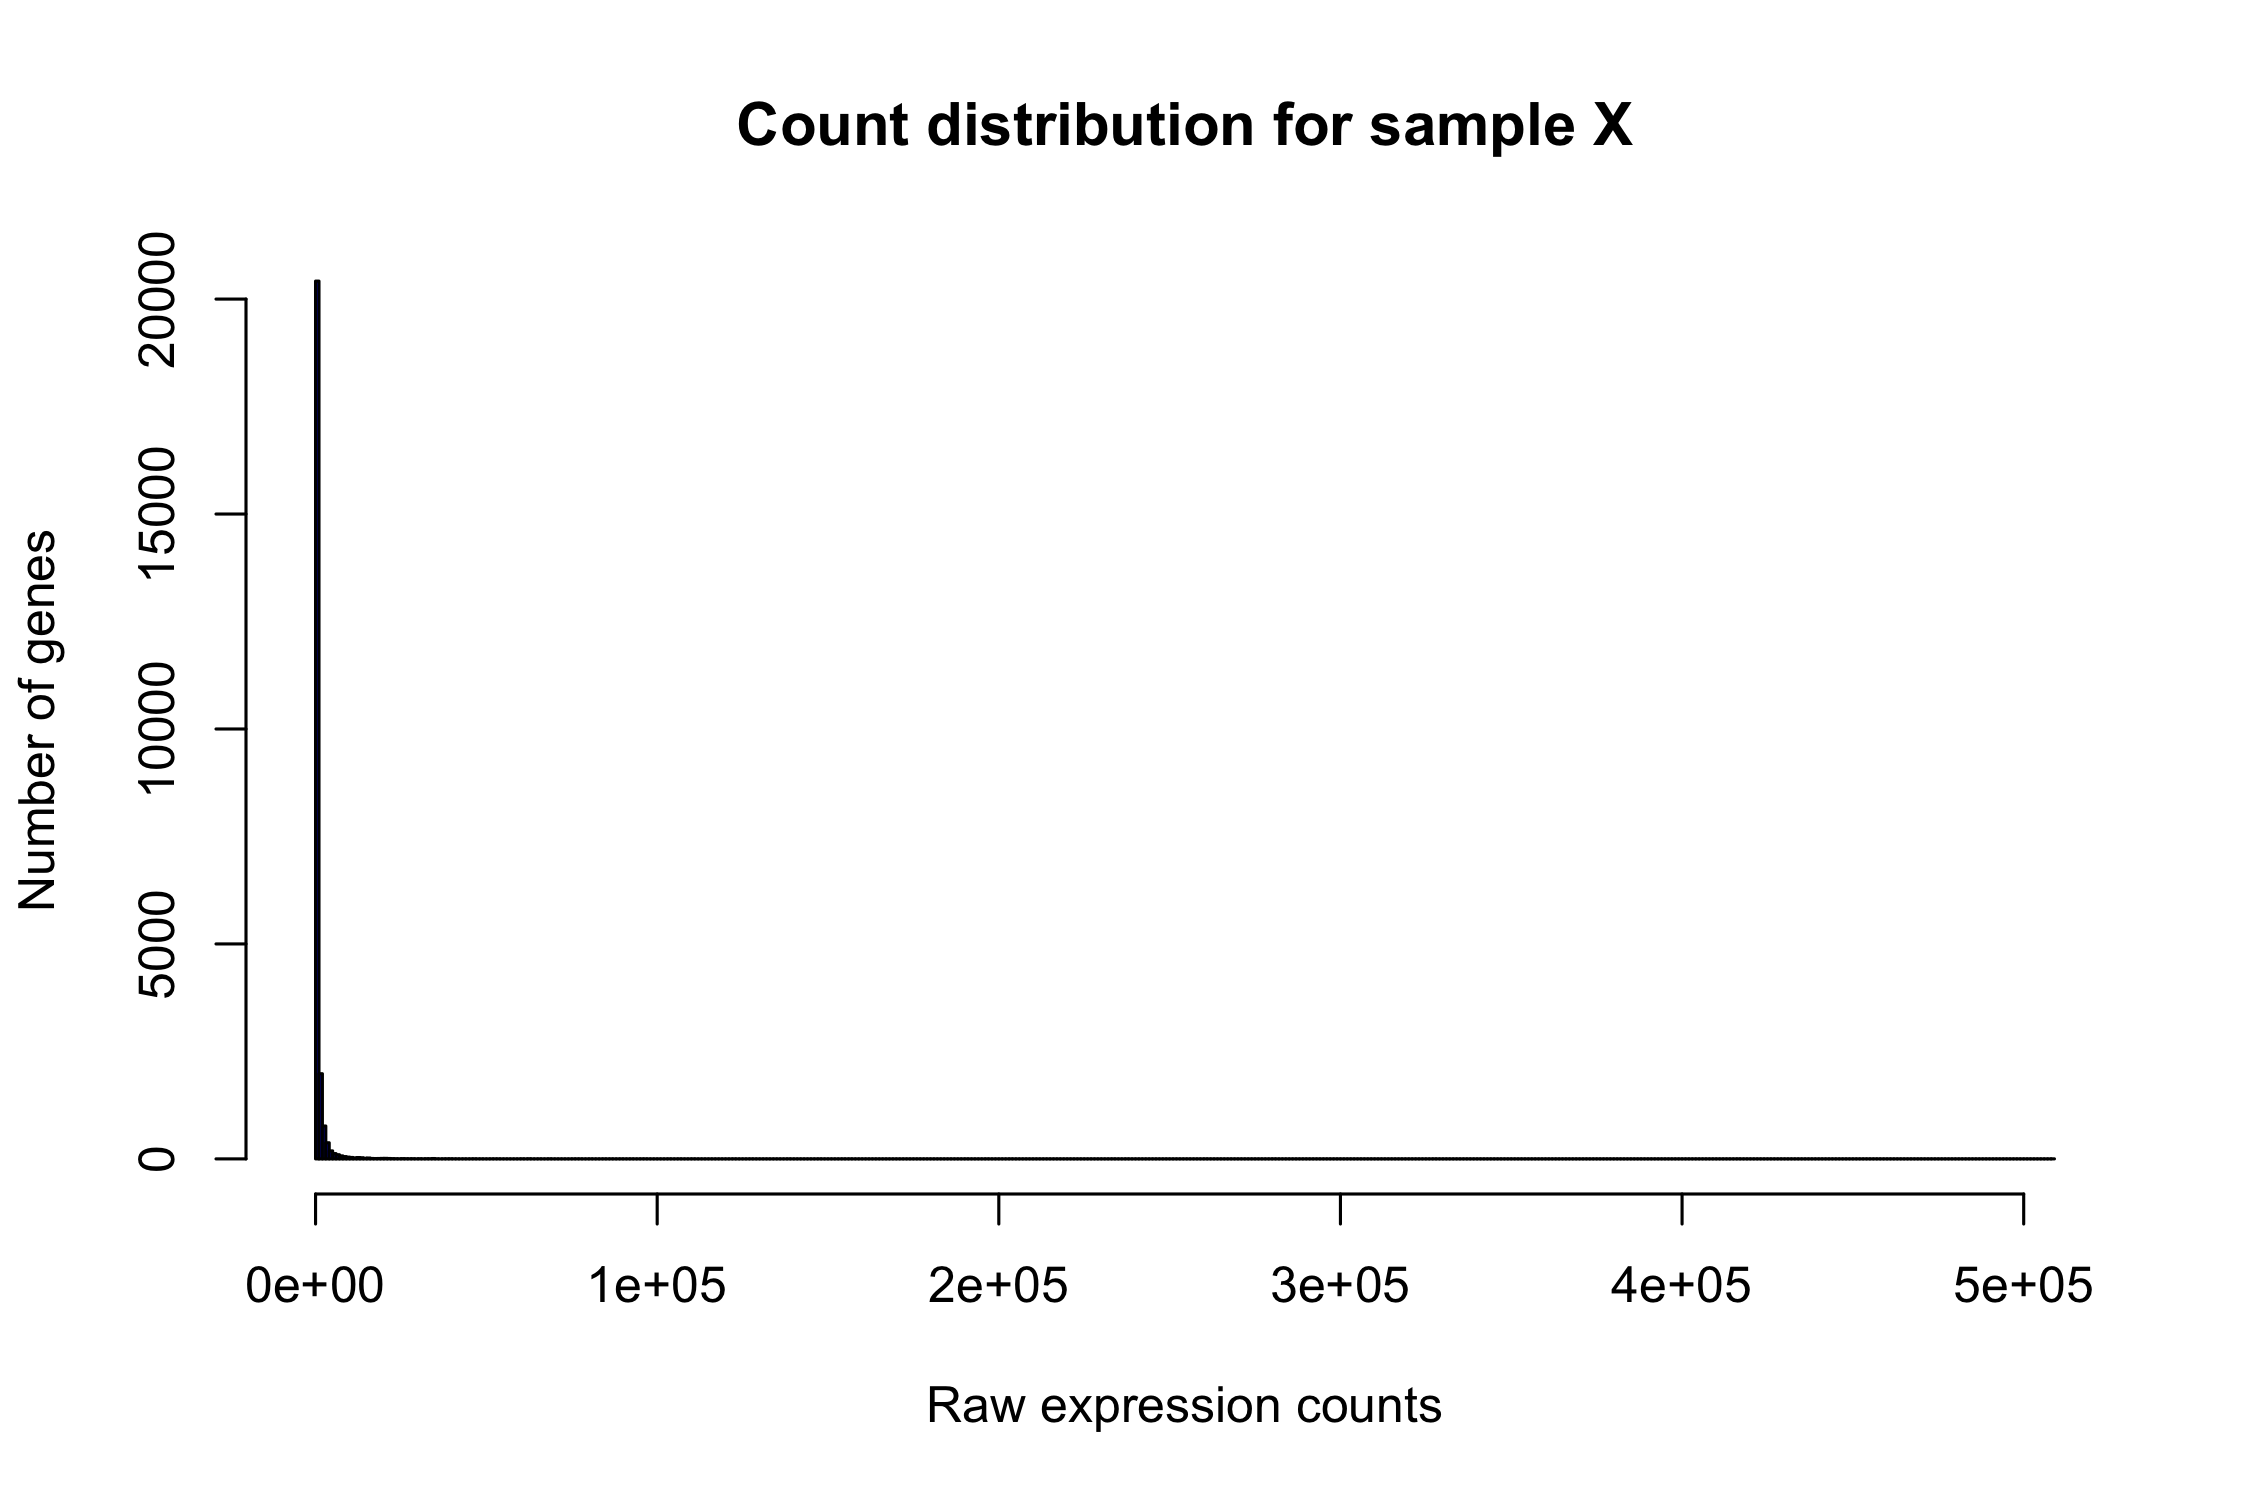 Count distribution for sample X
Number of genes
20000
15000
10000
5000
0
0e+00 1e+05 2e+05 3e+05 4e+05 5e+05
Raw expression counts